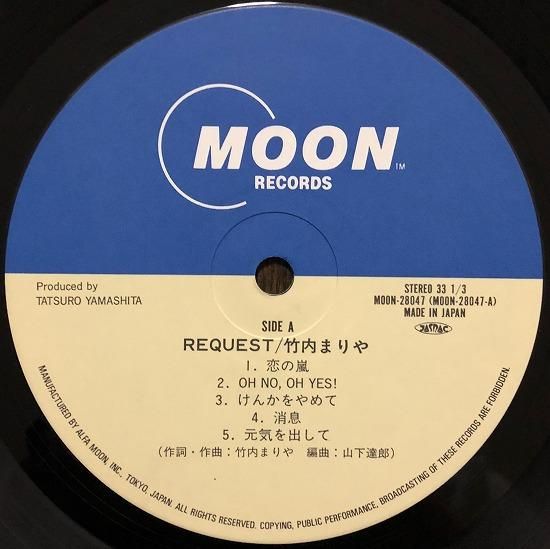 MOON
TM
RECORDS
Produced by
TATSURO YAMASHITA
STEREO 33 1/3
MOON-28047 (MOON-28047-A)
MADE IN JAPAN
JASRAC
SIDE A
REQUEST/竹内まりや
1. 恋の嵐
2. OH NO, OH YES!
3. けんかをやめて
4. 消息
5. 元気を出して
(作詞・作曲:竹内まりや 編曲:山下達郎)
MANUFACTURED BY ALFA MOON, INC., TOKYO, JAPAN. ALL RIGHTS RESERVED. COPYING, PUBLIC PERFORMANCE, BROADCASTING OF THESE RECORDS ARE FORBIDDEN.